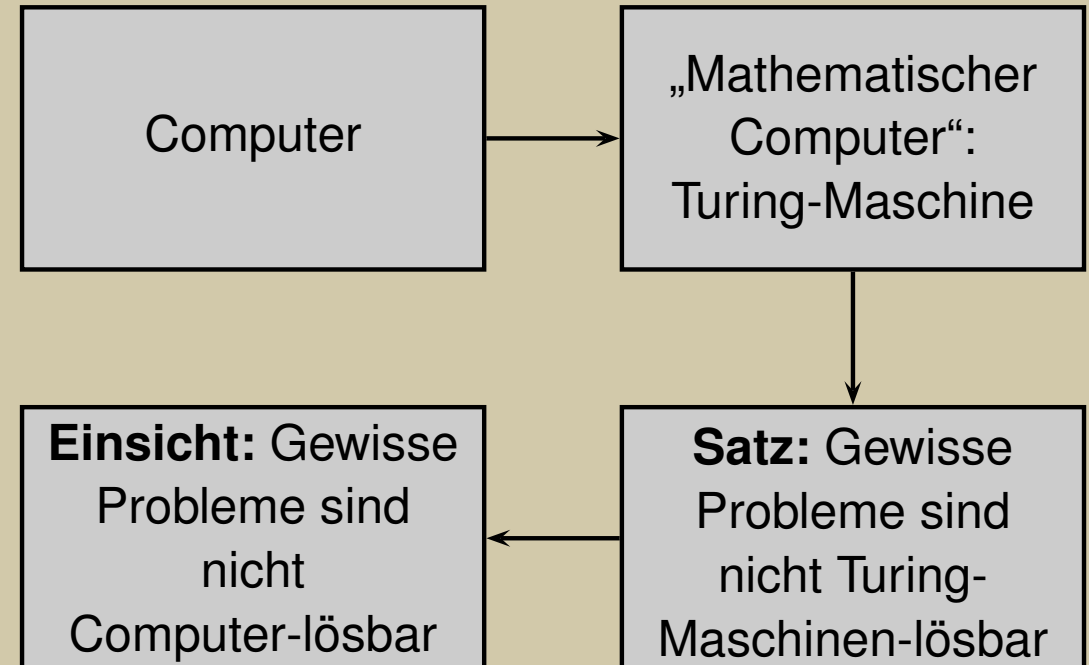 Computer
„Mathematischer
Computer“:
Turing-Maschine
Einsicht: Gewisse
Probleme sind
nicht
Computer-lösbar
Satz: Gewisse
Probleme sind
nicht Turing-
Maschinen-lösbar